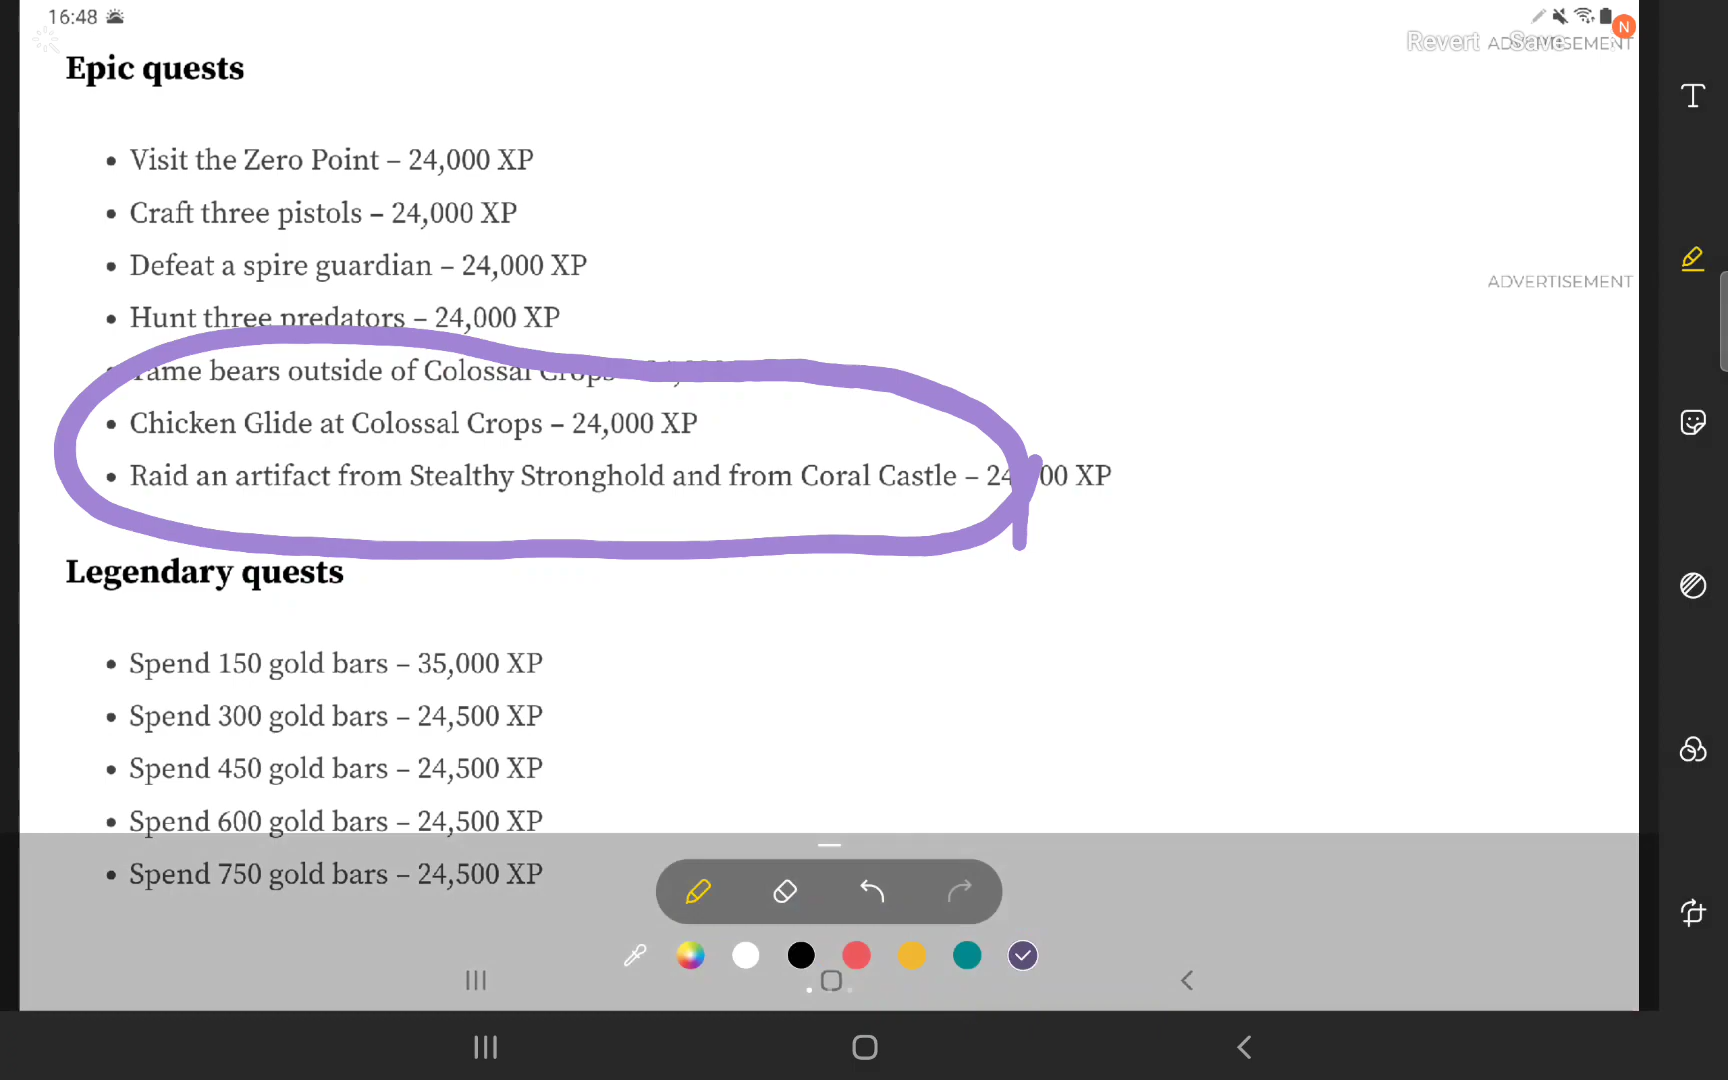 16:48
N
Revert
Save
ADVERTISEMENT
Epic quests
• Visit the Zero Point – 24,000 XP
• Craft three pistols – 24,000 XP
• Defeat a spire guardian – 24,000 XP
ADVERTISEMENT
• Hunt three predators – 24,000 XP
Tame bears outside of Colossal Crops
• Chicken Glide at Colossal Crops – 24,000 XP
• Raid an artifact from Stealthy Stronghold and from Coral Castle – XP
Legendary quests
• Spend 150 gold bars – 35,000 XP
• Spend 300 gold bars – 24,500 XP
• Spend 450 gold bars – 24,500 XP
• Spend 600 gold bars – 24,500 XP
• Spend 750 gold bars – 24,500 XP